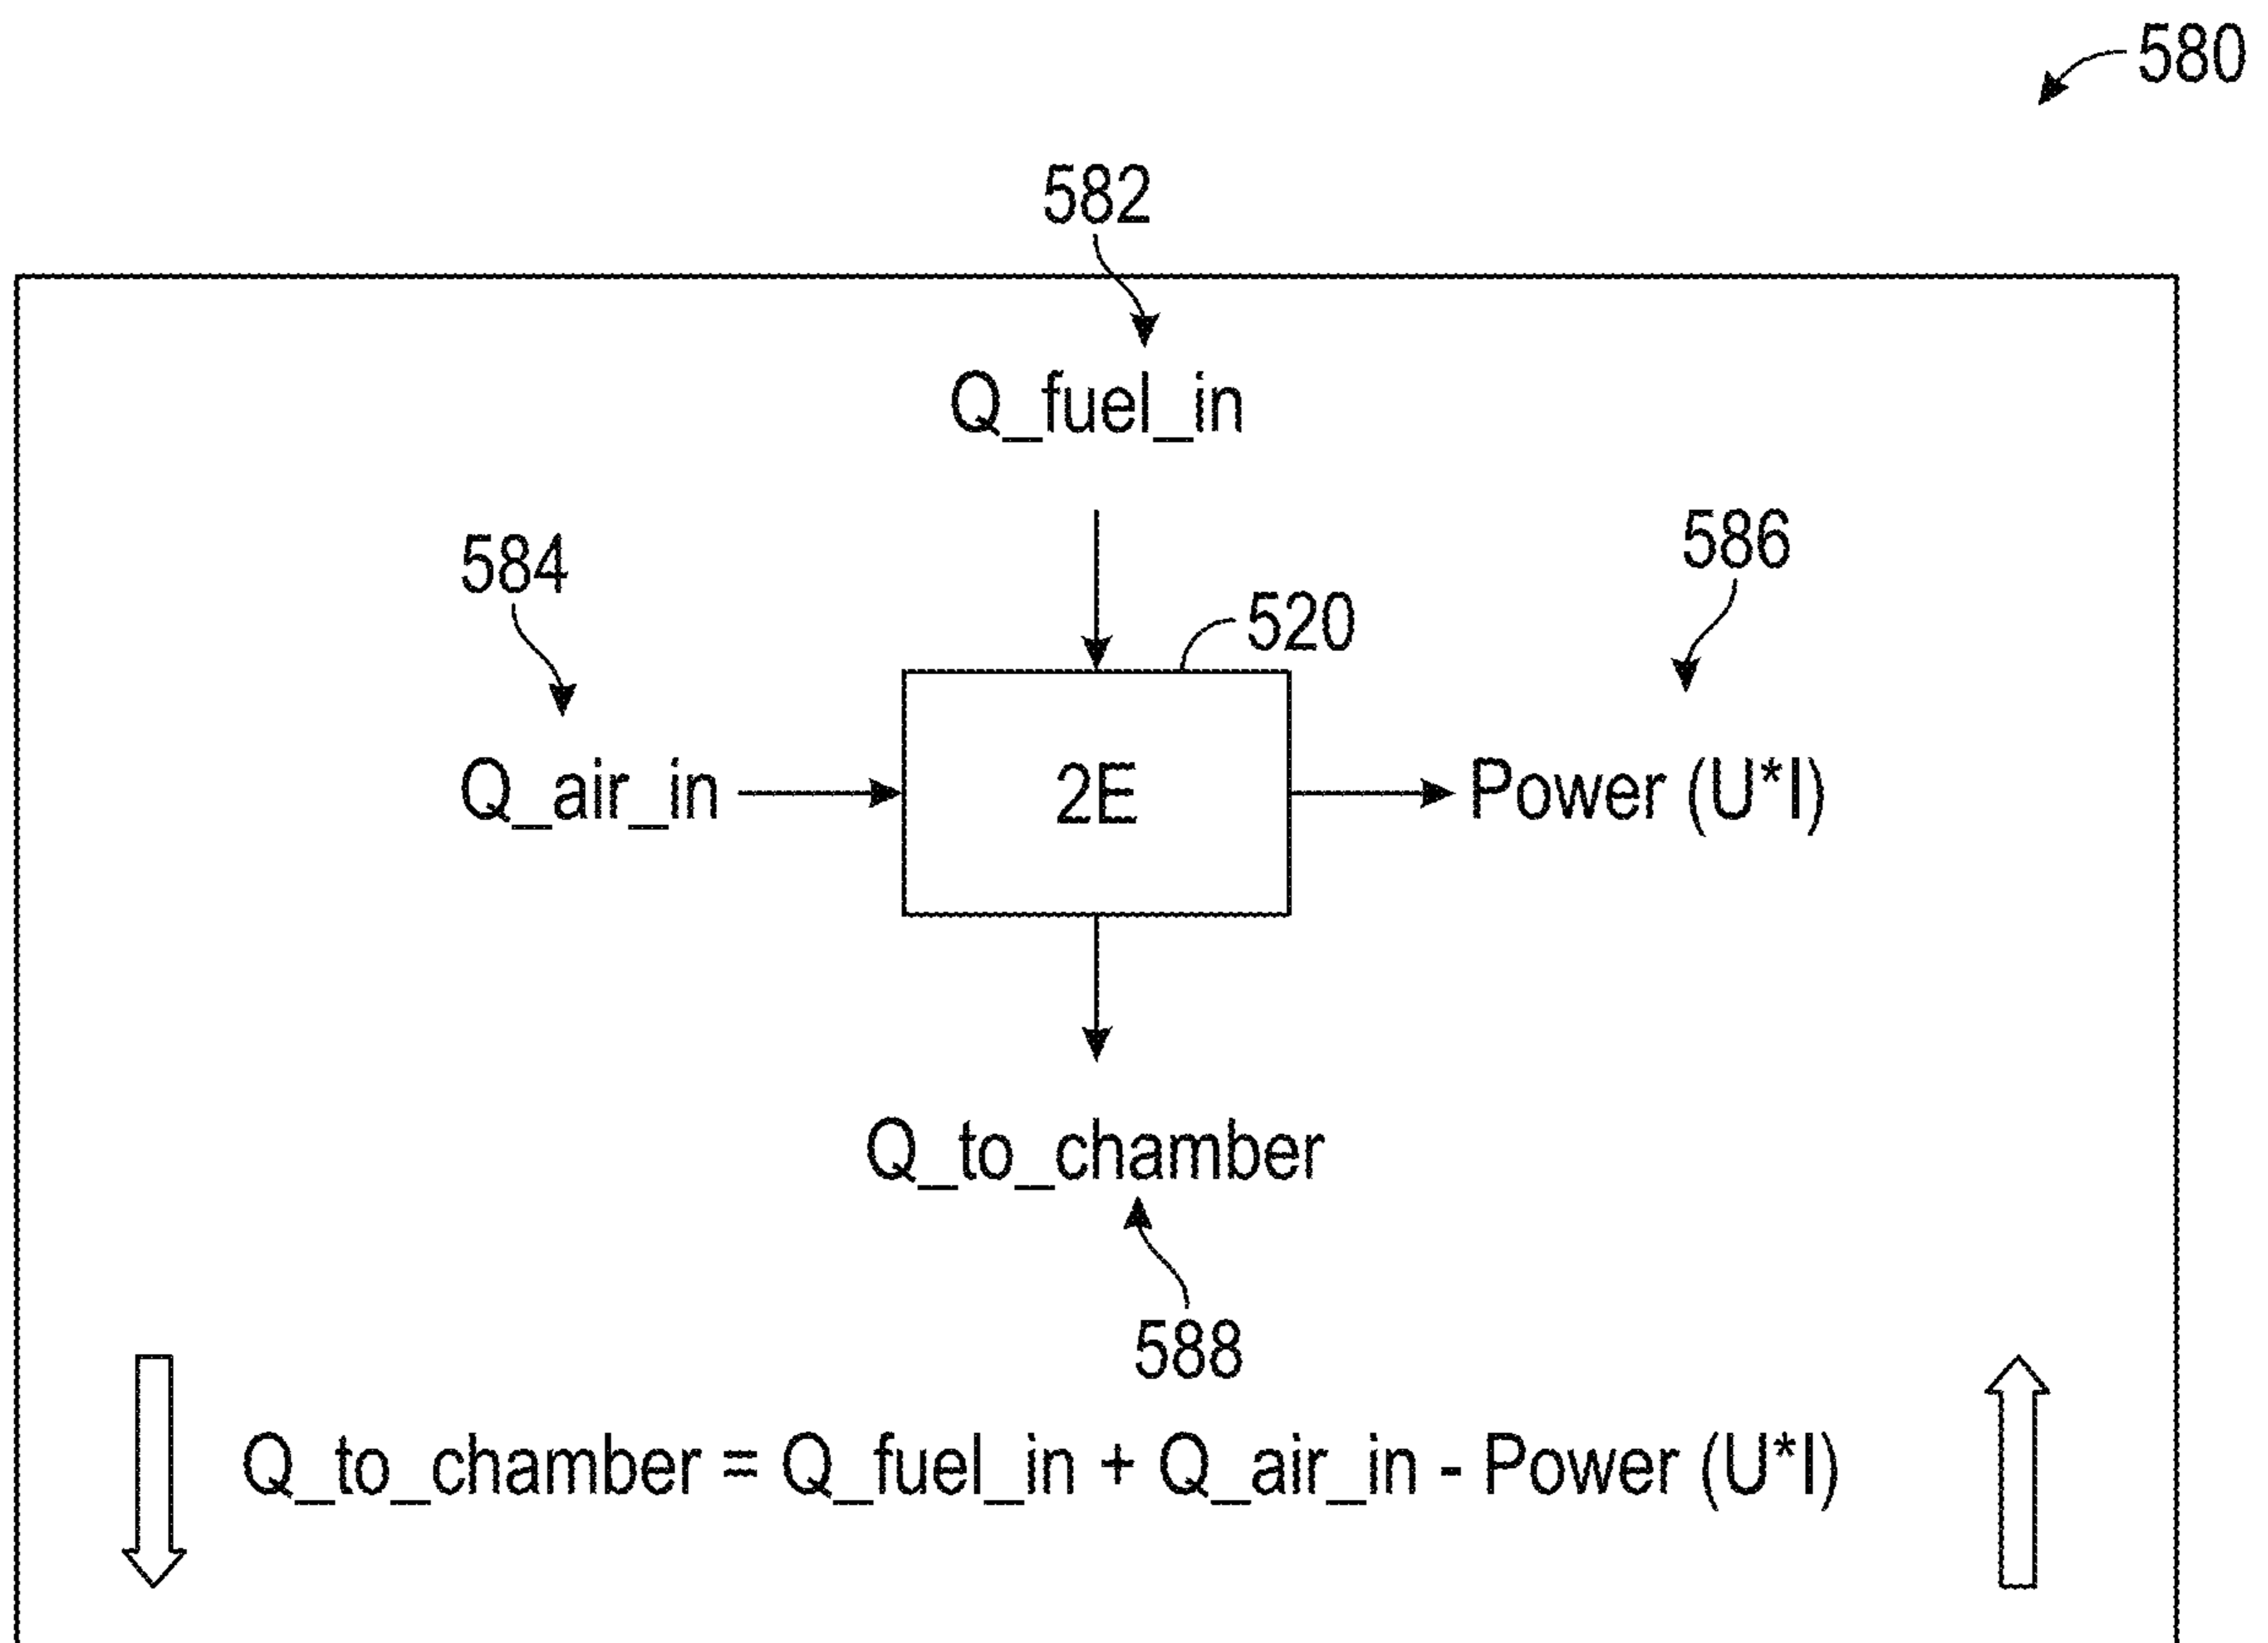 580
582
Q_fuel_in
584
586
520
Q_air_in
2E
Power (U*I)
Q_to_chamber
588
Q_to_chamber = Q_fuel_in + Q_air_in - Power (U*I)